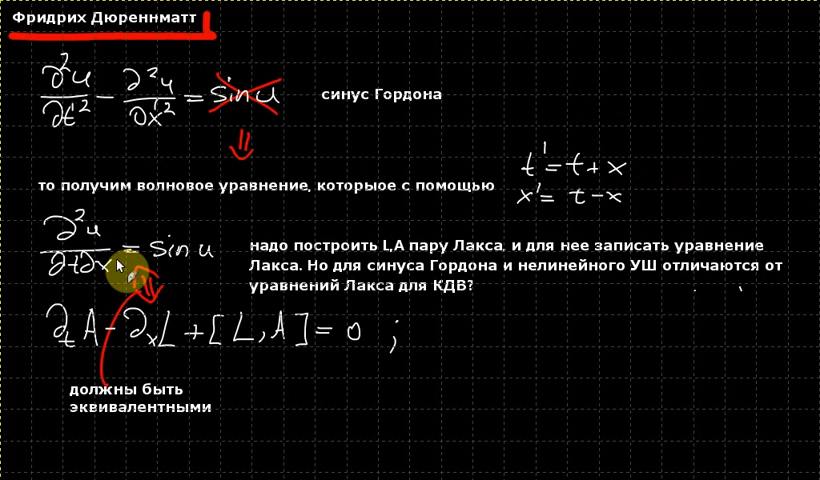 Фридрих Дюреннматт
∂²u/∂t² − ∂²u/∂x² = sin u
синус Гордона
t' = t + x
то получим волновое уравнение, которыое с помощью
x' = t − x
∂²u/∂t∂x = sin u
надо построить L,A пару Лакса, и для нее записать уравнение
Лакса. Но для синуса Гордона и нелинейного УШ отличаются от
уравнений Лакса для КДВ?
∂ₜA − ∂ₓL + [L, A] = 0 ;
должны быть
эквивалентными